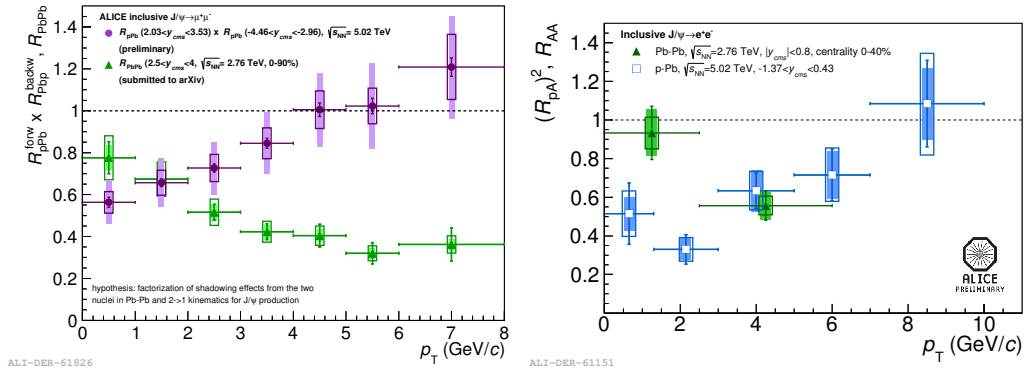 ALICE inclusive J/ψ→μ⁺μ⁻
R_pPb (2.03<y_cms<3.53) x R_pPb (-4.46<y_cms<-2.96), √s_NN = 5.02 TeV
(preliminary)
R_PbPb (2.5<y_cms<4, √s_NN = 2.76 TeV, 0-90%)
(submitted to arXiv)
R_pPb^forw x R_Pbp^backw , R_PbPb
1.4
1.2
1
0.8
0.6
0.4
0.2
0
hypothesis: factorization of shadowing effects from the two
nuclei in Pb-Pb and 2->1 kinematics for J/ψ production
0 1 2 3 4 5 6 7 8
p_T (GeV/c)
ALI-DER-61826
Inclusive J/ψ→e⁺e⁻
Pb-Pb, √s_NN=2.76 TeV, |y_cms|<0.8, centrality 0-40%
p-Pb, √s_NN=5.02 TeV, -1.37<y_cms<0.43
(R_pA)², R_AA
1.4
1.2
1
0.8
0.6
0.4
0.2
ALICE
PRELIMINARY
0 2 4 6 8 10
p_T (GeV/c)
ALI-DER-61151